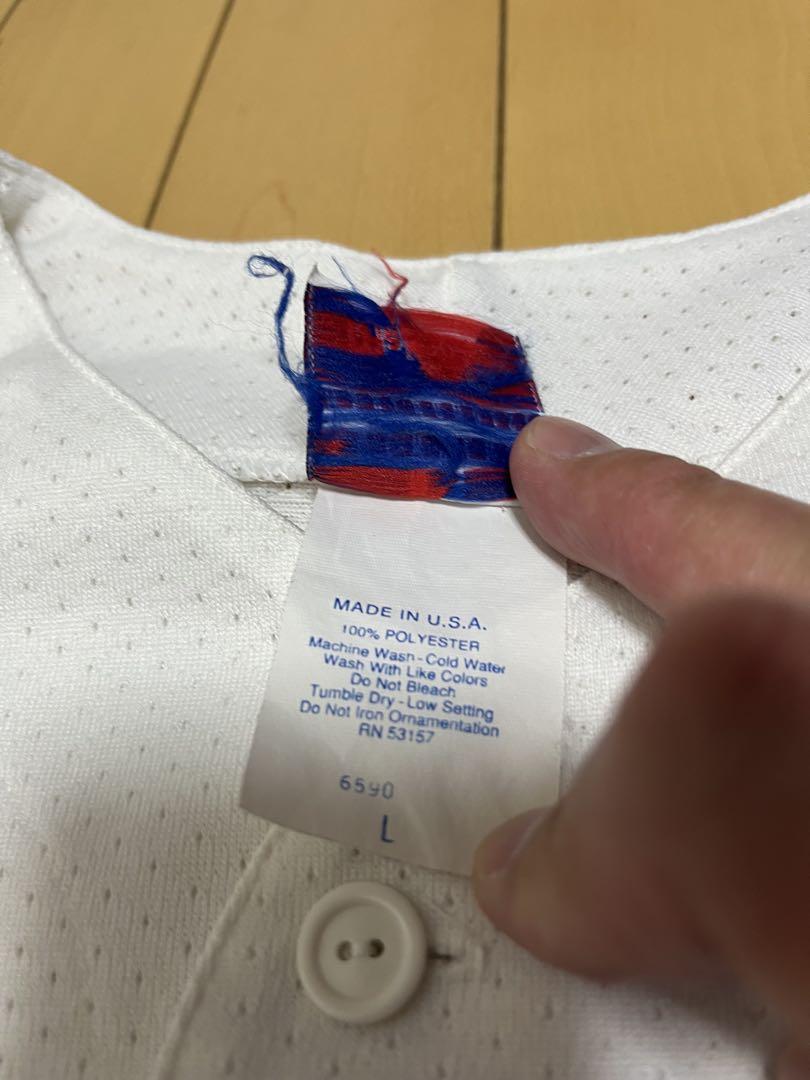 MADE IN U.S.A.
100% POLYESTER
Machine Wash - Cold Water
Wash With Like Colors
Do Not Bleach
Tumble Dry - Low Setting
Do Not Iron Ornamentation
RN 53157
6590
L